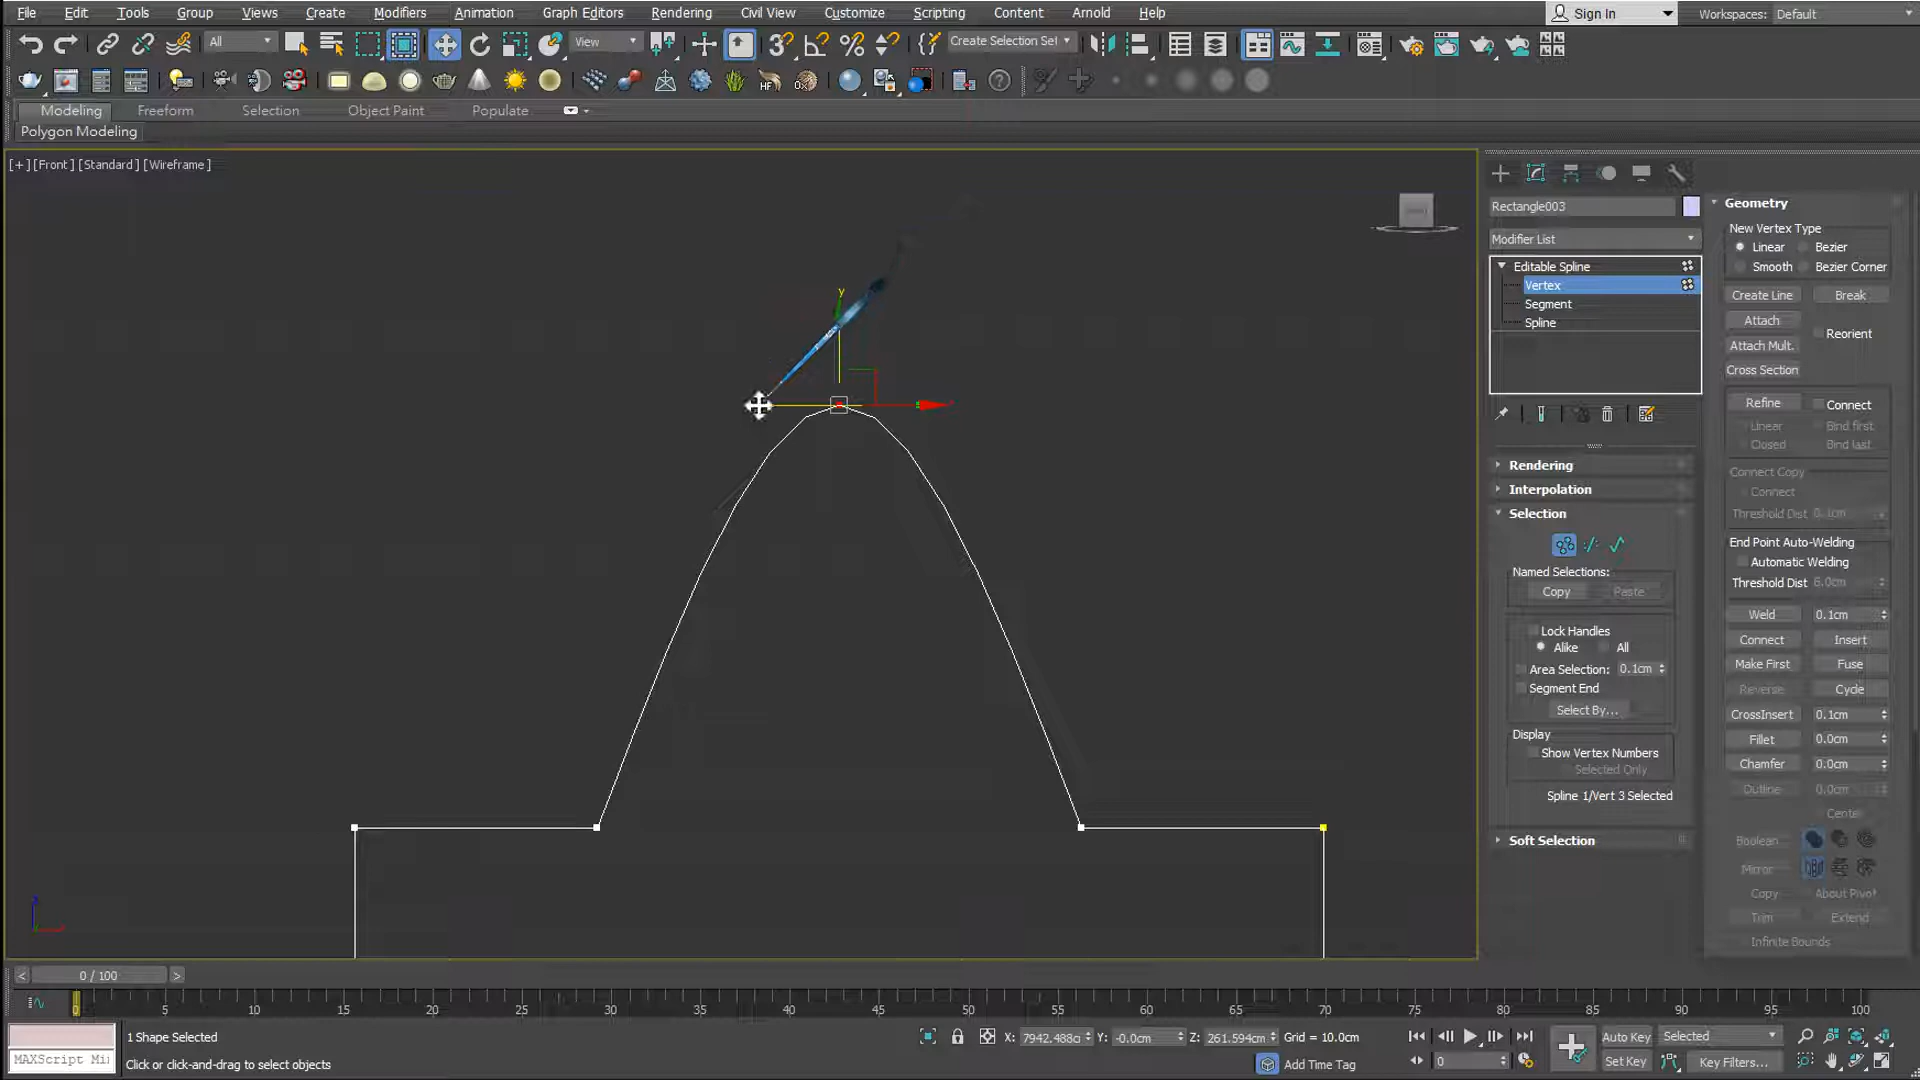 File Edit Tools Group Views Create Modifiers Animation Graph Editors Rendering Civil View Customize Scripting Content Arnold Help
Sign In Workspaces: Default
All View Create Selection Set
Modeling Freeform Selection Object Paint Populate
Polygon Modeling
[+] [Front] [Standard] [Wireframe]
y
Rectangle003
Modifier List
Editable Spline
Vertex
Segment
Spline
Rendering
Interpolation
Selection
Named Selections:
Copy Paste
Lock Handles
Alike All
Area Selection: 0.1cm
Segment End
Select By...
Display
Show Vertex Numbers
Selected Only
Spline 1/Vert 3 Selected
Soft Selection
Geometry
New Vertex Type
Linear Bezier
Smooth Bezier Corner
Create Line Break
Attach Reorient
Attach Mult.
Cross Section
Refine Connect
Linear Bind first
Closed Bind last
Connect Copy
Connect
Threshold Dist 0.1cm
End Point Auto-Welding
Automatic Welding
Threshold Dist 6.0cm
Weld 0.1cm
Connect Insert
Make First Fuse
Reverse Cycle
CrossInsert 0.1cm
Fillet 0.0cm
Chamfer 0.0cm
Outline 0.0cm
Center
Boolean
Mirror
Copy About Pivot
Trim Extend
Infinite Bounds
< 0 / 100 >
0 5 10 15 20 25 30 35 40 45 50 55 60 65 70 75 80 85 90 95 100
1 Shape Selected X: 7942.488c Y: -0.0cm Z: 261.594cm Grid = 10.0cm Auto Key Selected
MAXScript Mi Click or click-and-drag to select objects Add Time Tag 0 Set Key Key Filters...